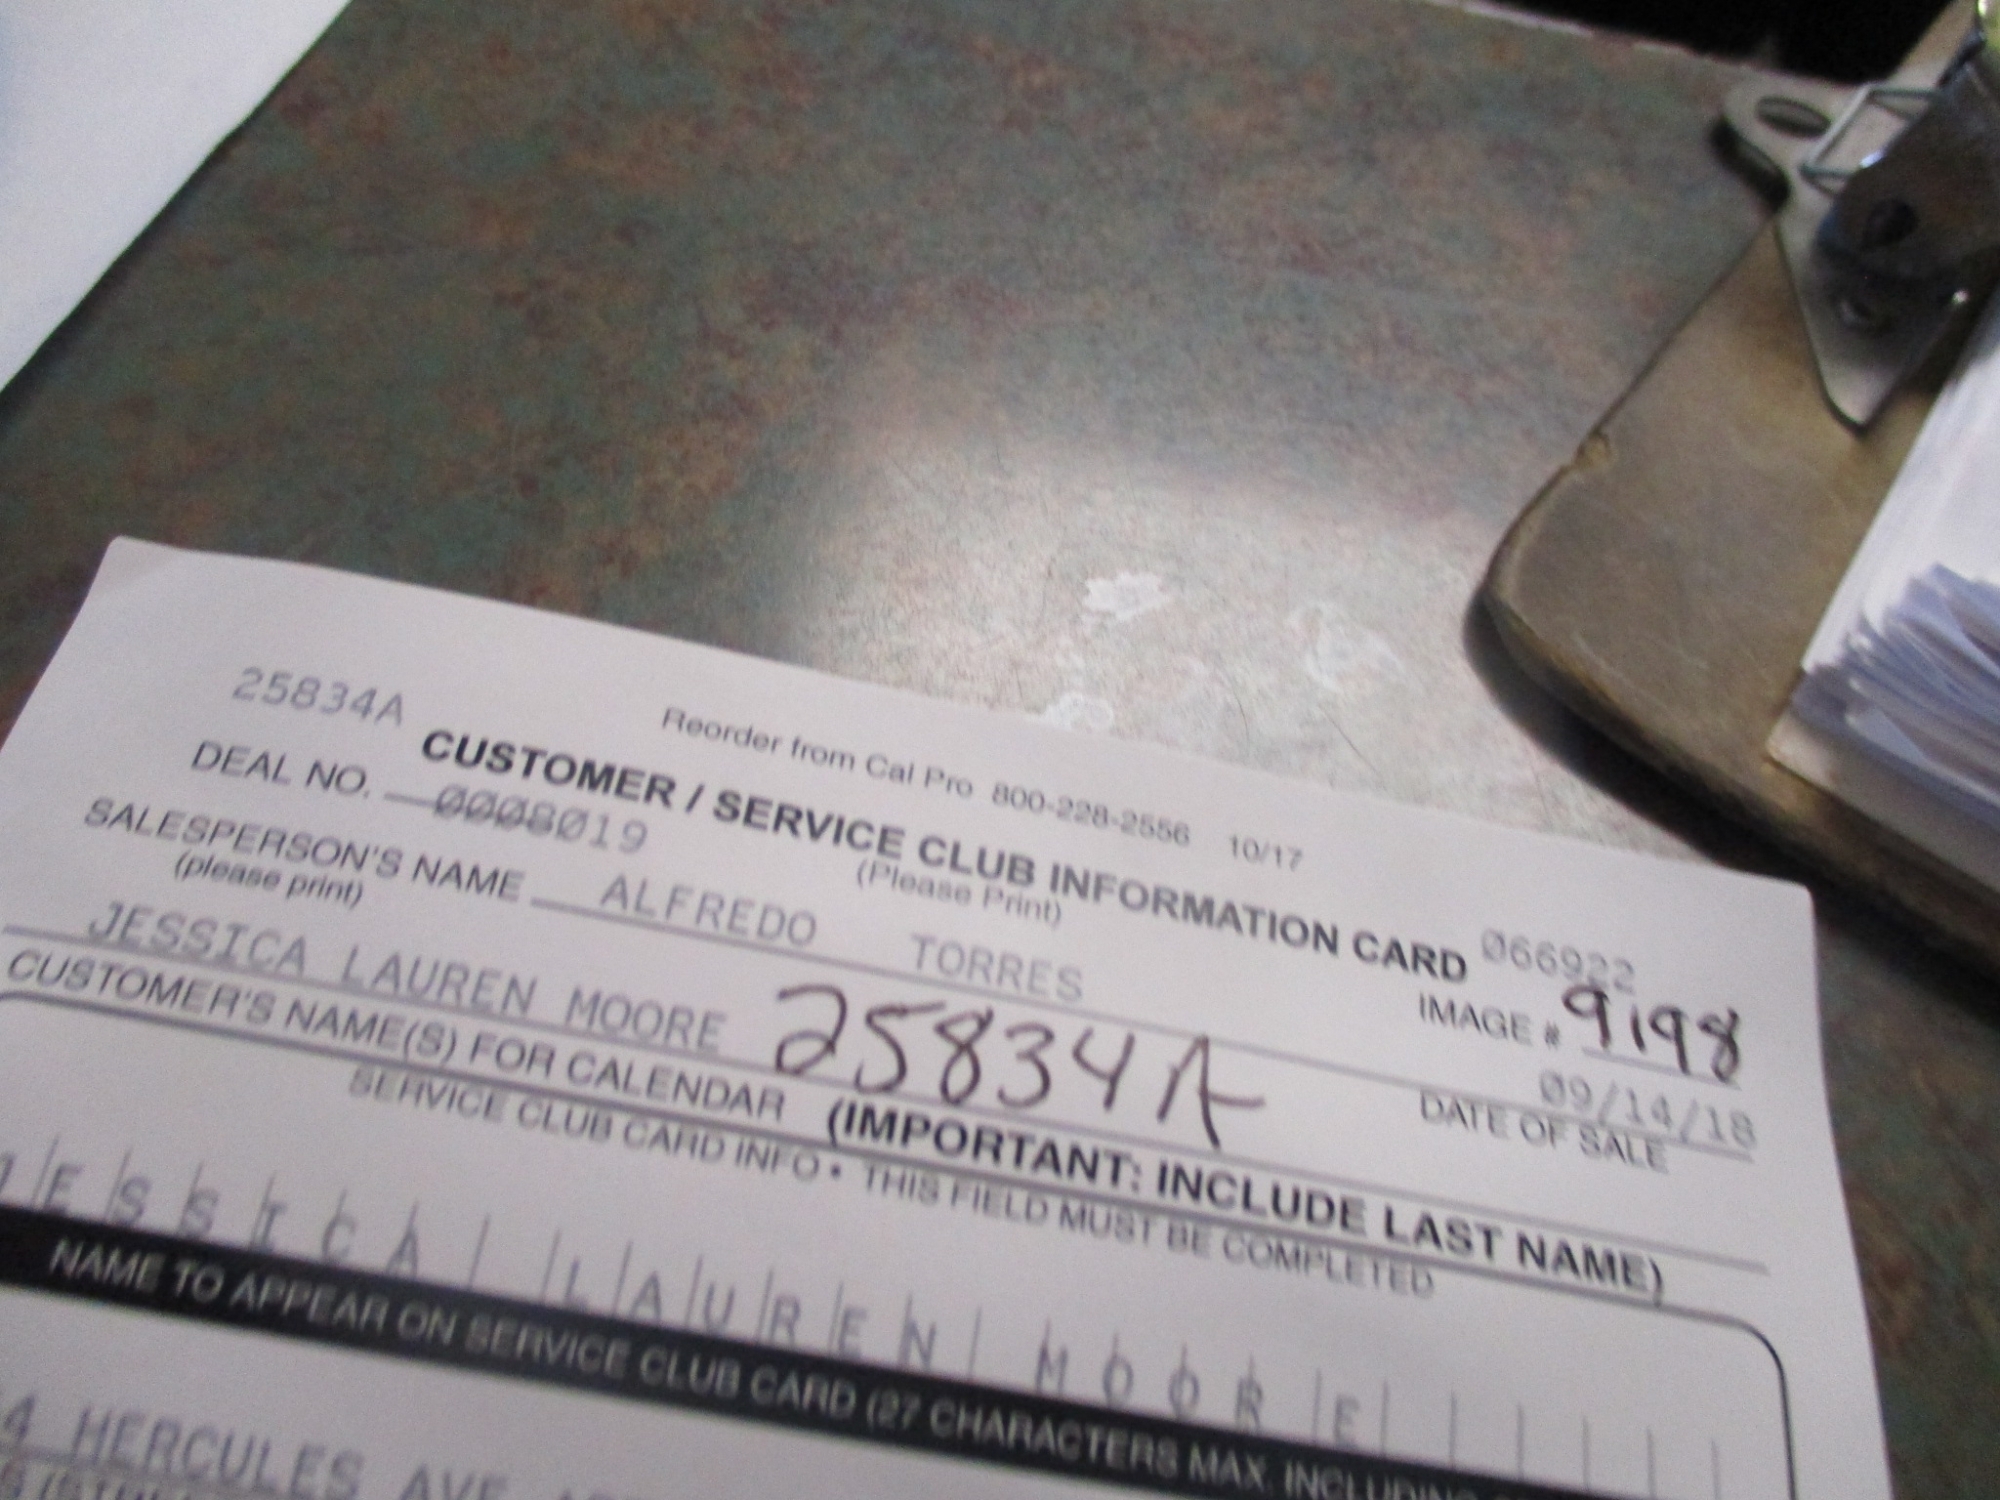 25834A
Reorder from Cal Pro 800-228-2556 10/17
CUSTOMER / SERVICE CLUB INFORMATION CARD
(Please Print)
DEAL NO. 0008019
066922
IMAGE # 9198
SALESPERSON'S NAME ALFREDO TORRES
(please print)
09/14/18
DATE OF SALE
JESSICA LAUREN MOORE 25834A
CUSTOMER'S NAME(S) FOR CALENDAR (IMPORTANT: INCLUDE LAST NAME)
SERVICE CLUB CARD INFO • THIS FIELD MUST BE COMPLETED
JESSICA LAUREN MOORE
NAME TO APPEAR ON SERVICE CLUB CARD (27 CHARACTERS MAX. INCLUDING
4 HERCULES AVE